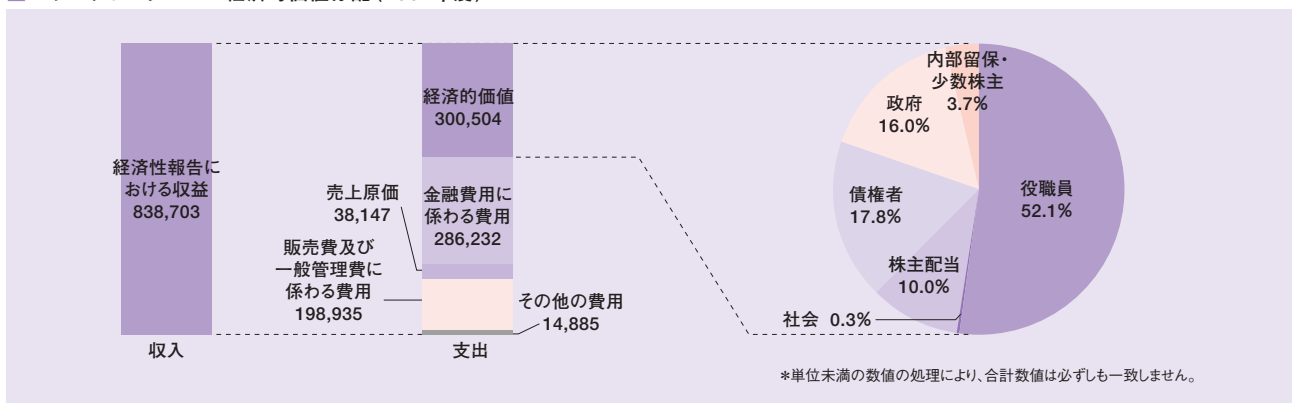 経済性報告に
おける収益
838,703
収入
経済的価値
300,504
金融費用に
係わる費用
286,232
売上原価
38,147
販売費及び
一般管理費に
係わる費用
198,935
その他の費用
14,885
支出
内部留保・
少数株主
3.7%
政府
16.0%
債権者
17.8%
株主配当
10.0%
社会 0.3%
役職員
52.1%
＊単位未満の数値の処理により、合計数値は必ずしも一致しません。